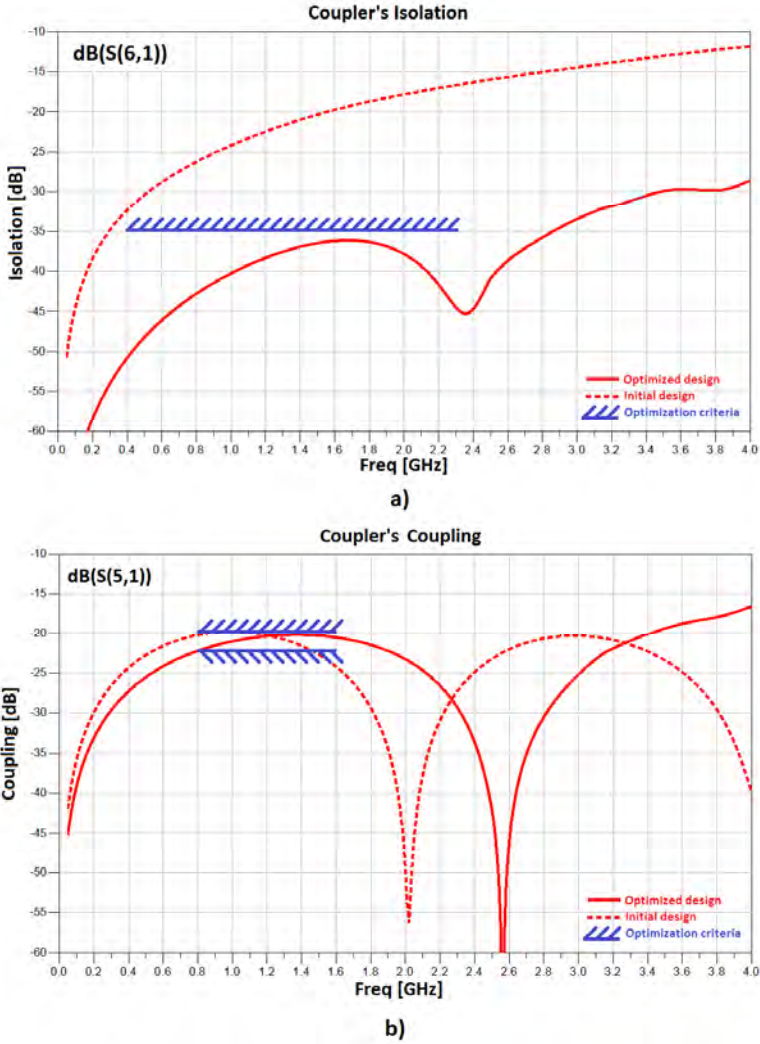 Coupler's Isolation
dB(S(6,1))
-10
-15
-20
-25
-30
-35
-40
-45
-50
-55
-60
Isolation [dB]
Optimized design
Initial design
Optimization criteria
0.0 0.2 0.4 0.6 0.8 1.0 1.2 1.4 1.6 1.8 2.0 2.2 2.4 2.6 2.8 3.0 3.2 3.4 3.6 3.8 4.0
Freq [GHz]
a)
Coupler's Coupling
dB(S(5,1))
-10
-15
-20
-25
-30
-35
-40
-45
-50
-55
-60
Coupling [dB]
Optimized design
Initial design
Optimization criteria
0.0 0.2 0.4 0.6 0.8 1.0 1.2 1.4 1.6 1.8 2.0 2.2 2.4 2.6 2.8 3.0 3.2 3.4 3.6 3.8 4.0
Freq [GHz]
b)